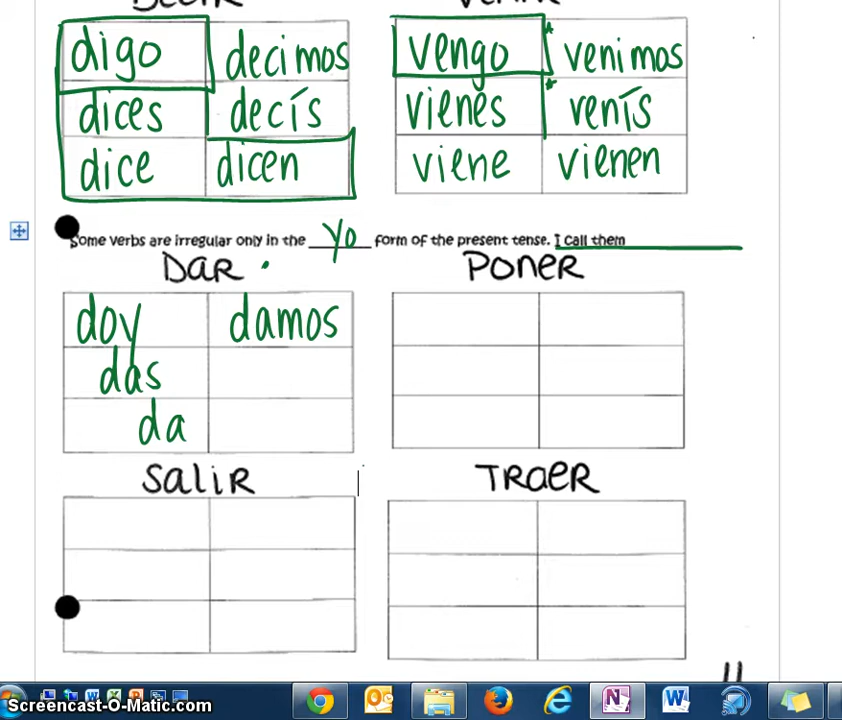 digo decimos
dices decís
dice dicen
vengo * venimos
vienes * venís
viene vienen
Some verbs are irregular only in the yo form of the present tense. I call them
Dar
doy damos
das
da
Poner
Salir
Traer
11
Screencast-O-Matic.com